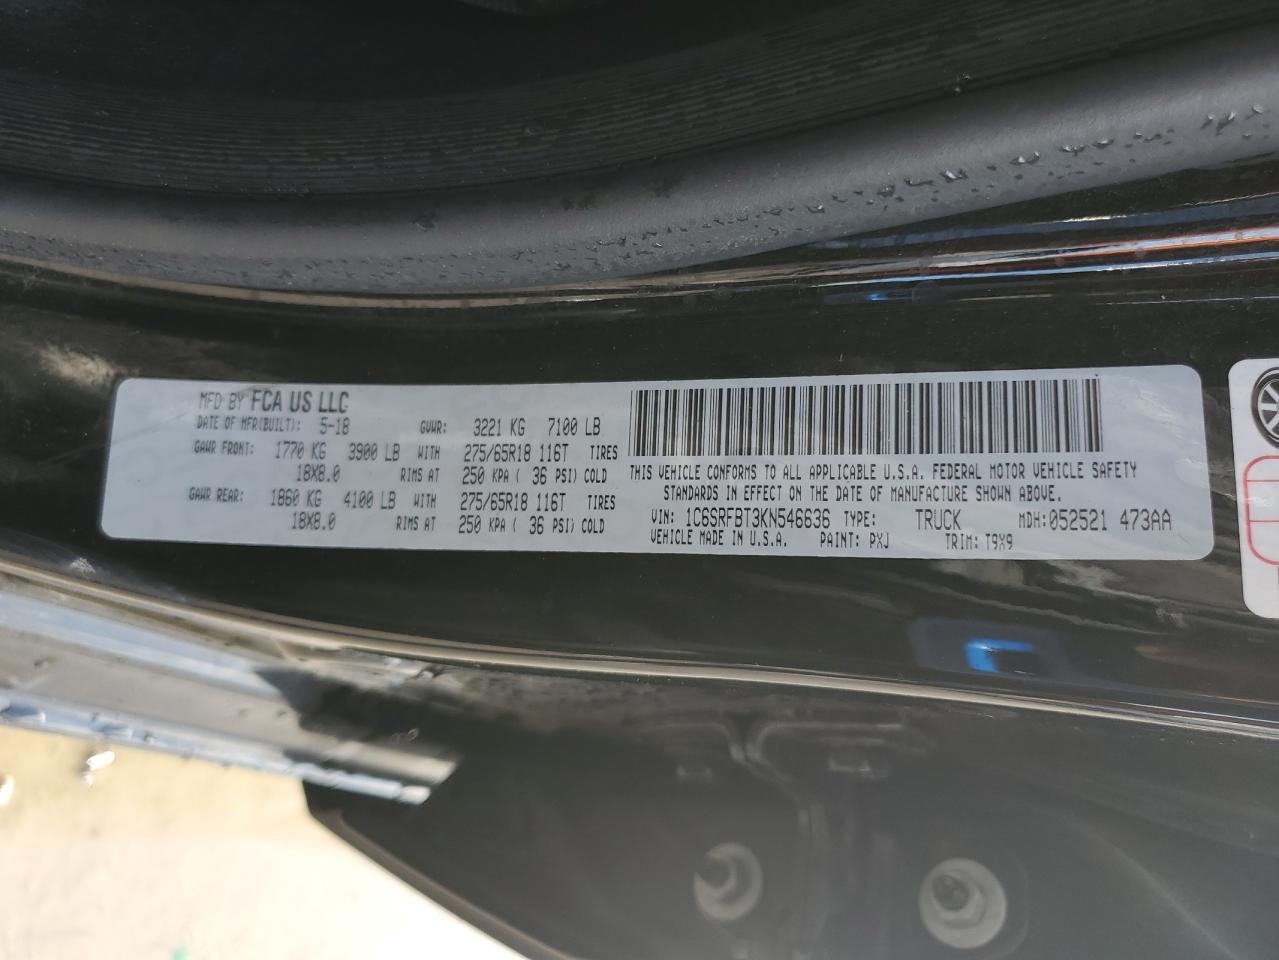 MFD BY FCA US LLC
DATE OF MFR(BUILT): 5-18 GVWR: 3221 KG 7100 LB
GAWR FRONT: 1770 KG 3900 LB WITH 275/65R18 116T TIRES
18X8.0 RIMS AT 250 KPA ( 36 PSI) COLD
GAWR REAR: 1860 KG 4100 LB WITH 275/65R18 116T TIRES
18X8.0 RIMS AT 250 KPA ( 36 PSI) COLD
THIS VEHICLE CONFORMS TO ALL APPLICABLE U.S.A. FEDERAL MOTOR VEHICLE SAFETY
STANDARDS IN EFFECT ON THE DATE OF MANUFACTURE SHOWN ABOVE.
VIN: 1C6SRFBT3KN546636 TYPE: TRUCK MDH:052521 473AA
VEHICLE MADE IN U.S.A. PAINT: PXJ TRIM: T9X9